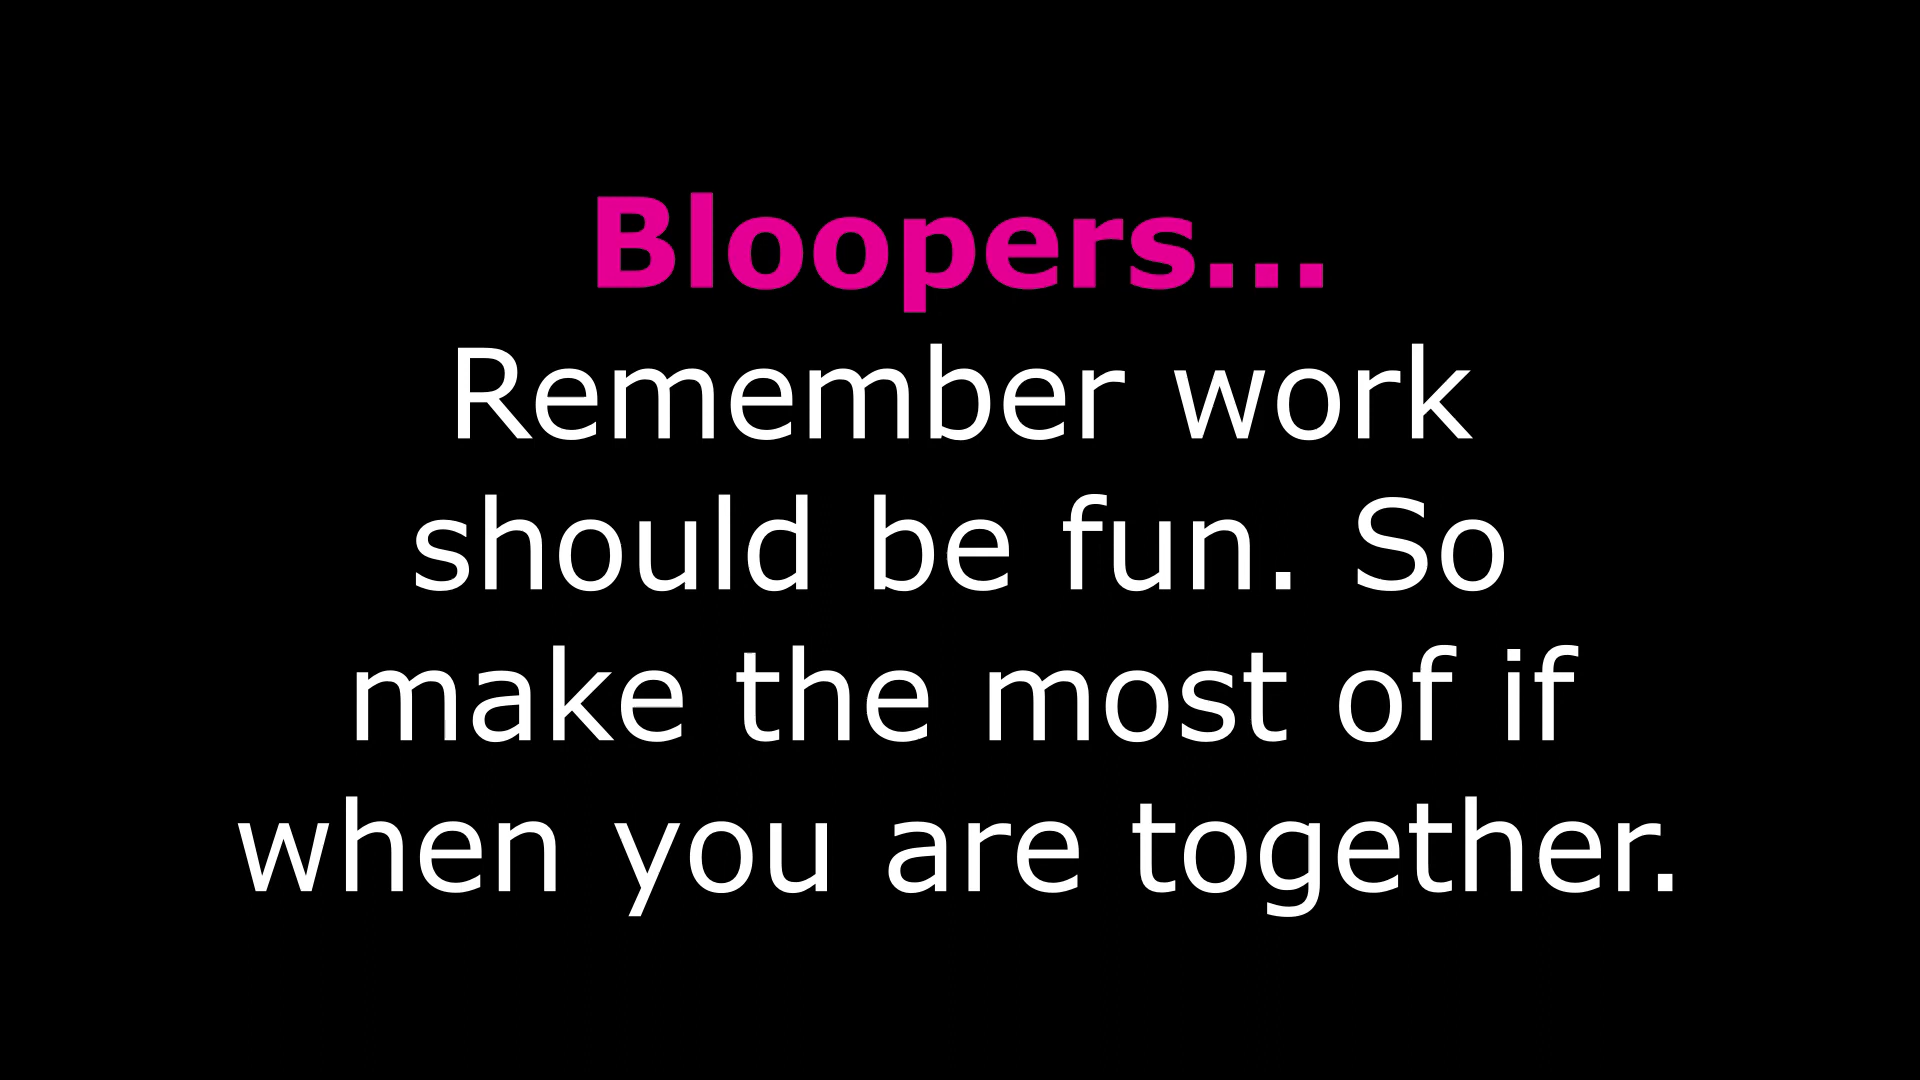 Bloopers...
Remember work
should be fun. So
make the most of if
when you are together.